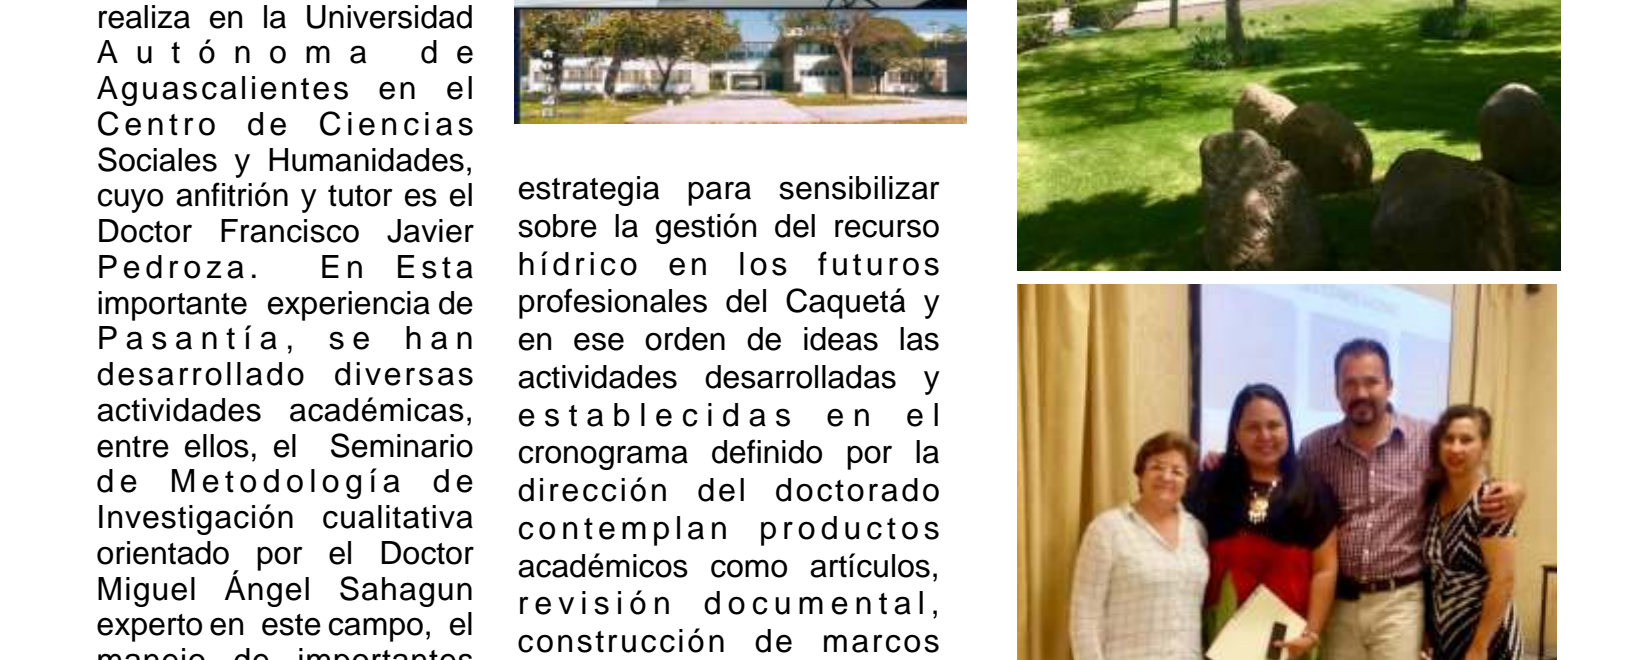 realiza en la Universidad
Autónoma de
Aguascalientes en el
Centro de Ciencias
Sociales y Humanidades,
cuyo anfitrión y tutor es el
Doctor Francisco Javier
Pedroza. En Esta
importante experiencia de
Pasantía, se han
desarrollado diversas
actividades académicas,
entre ellos, el Seminario
de Metodología de
Investigación cualitativa
orientado por el Doctor
Miguel Ángel Sahagun
experto en este campo, el
manejo de importantes
estrategia para sensibilizar
sobre la gestión del recurso
hídrico en los futuros
profesionales del Caquetá y
en ese orden de ideas las
actividades desarrolladas y
establecidas en el
cronograma definido por la
dirección del doctorado
contemplan productos
académicos como artículos,
revisión documental,
construcción de marcos